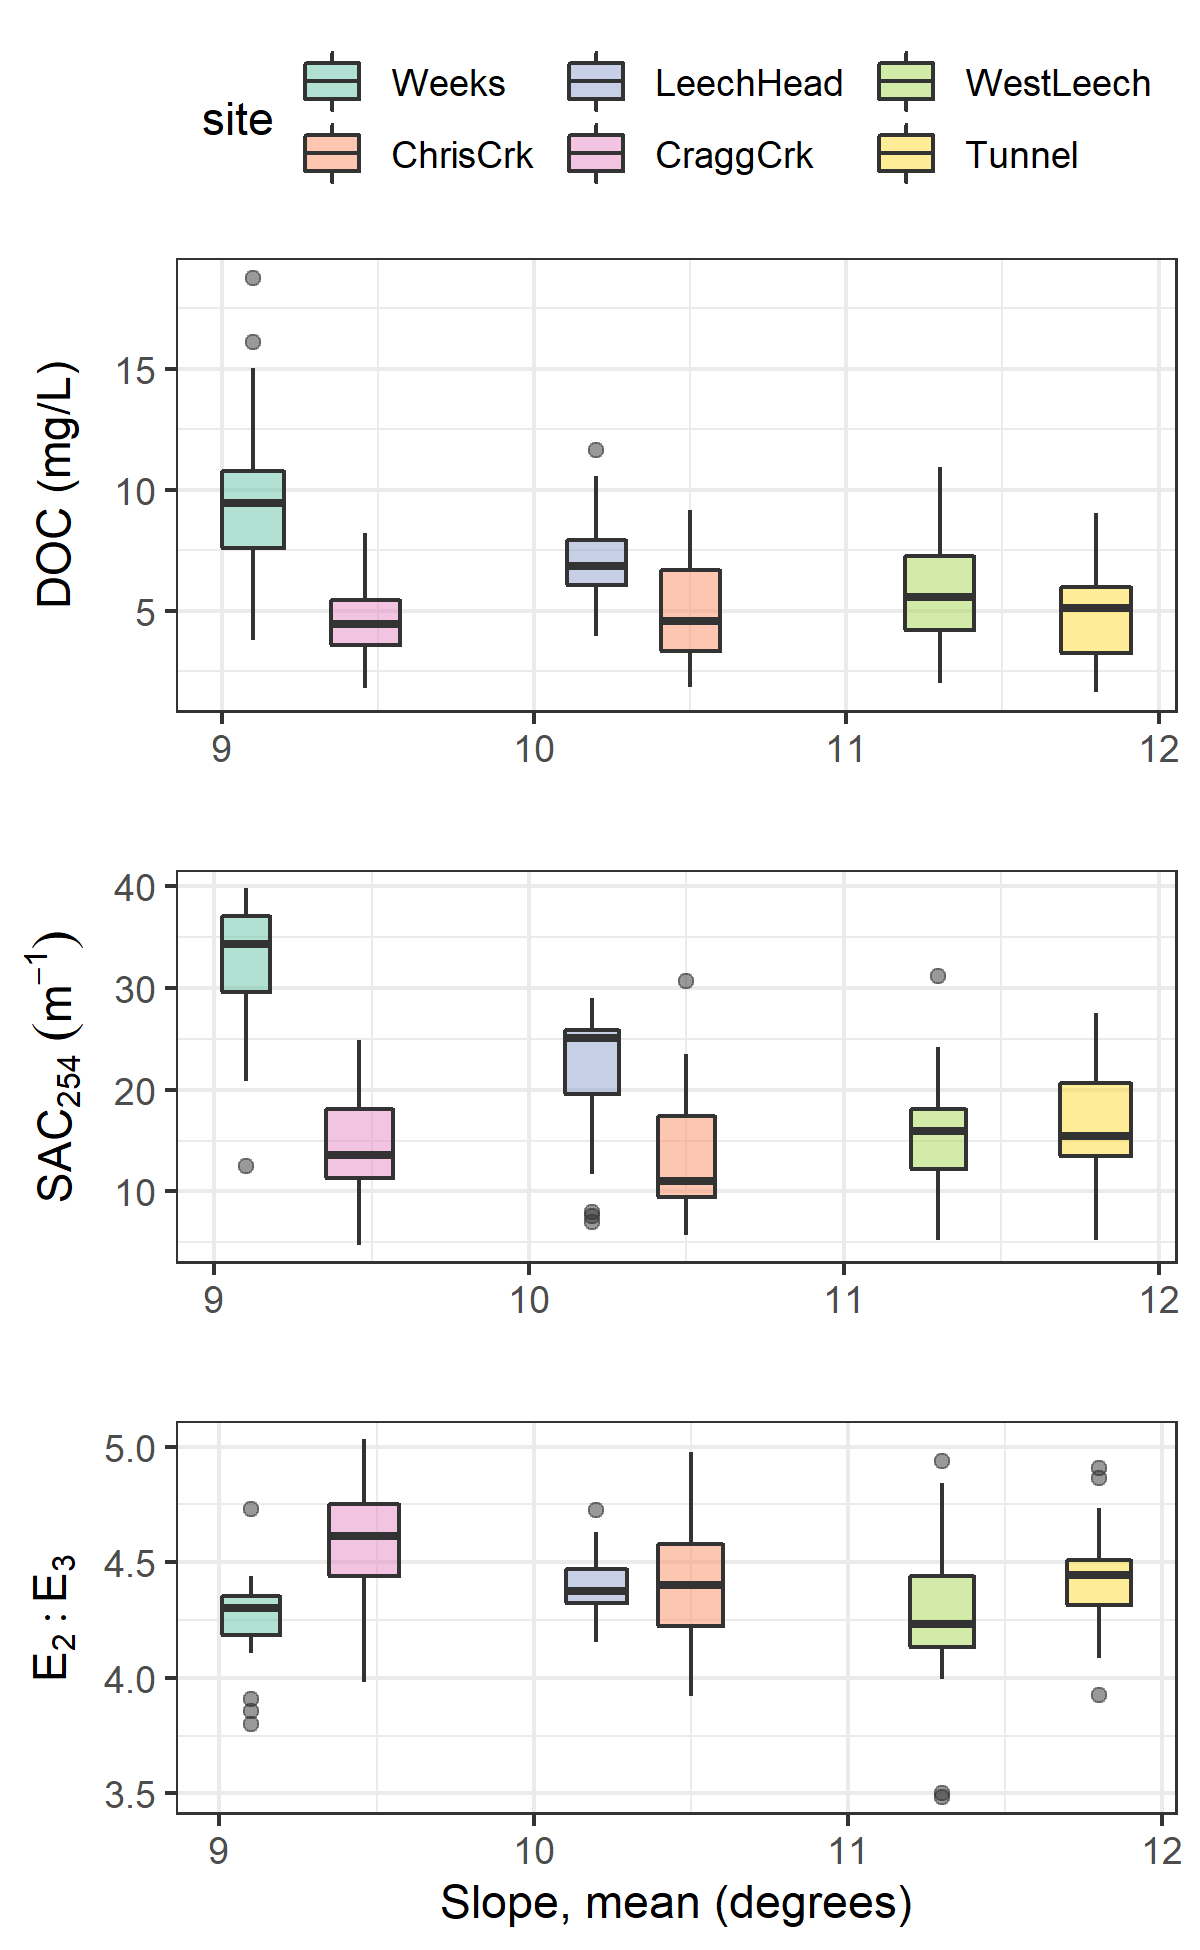 site
Weeks LeechHead WestLeech
ChrisCrk CraggCrk Tunnel
DOC (mg/L)
15
10
5
9 10 11 12
SAC₂₅₄ (m⁻¹)
40
30
20
10
9 10 11 12
E₂ : E₃
5.0
4.5
4.0
3.5
9 10 11 12
Slope, mean (degrees)